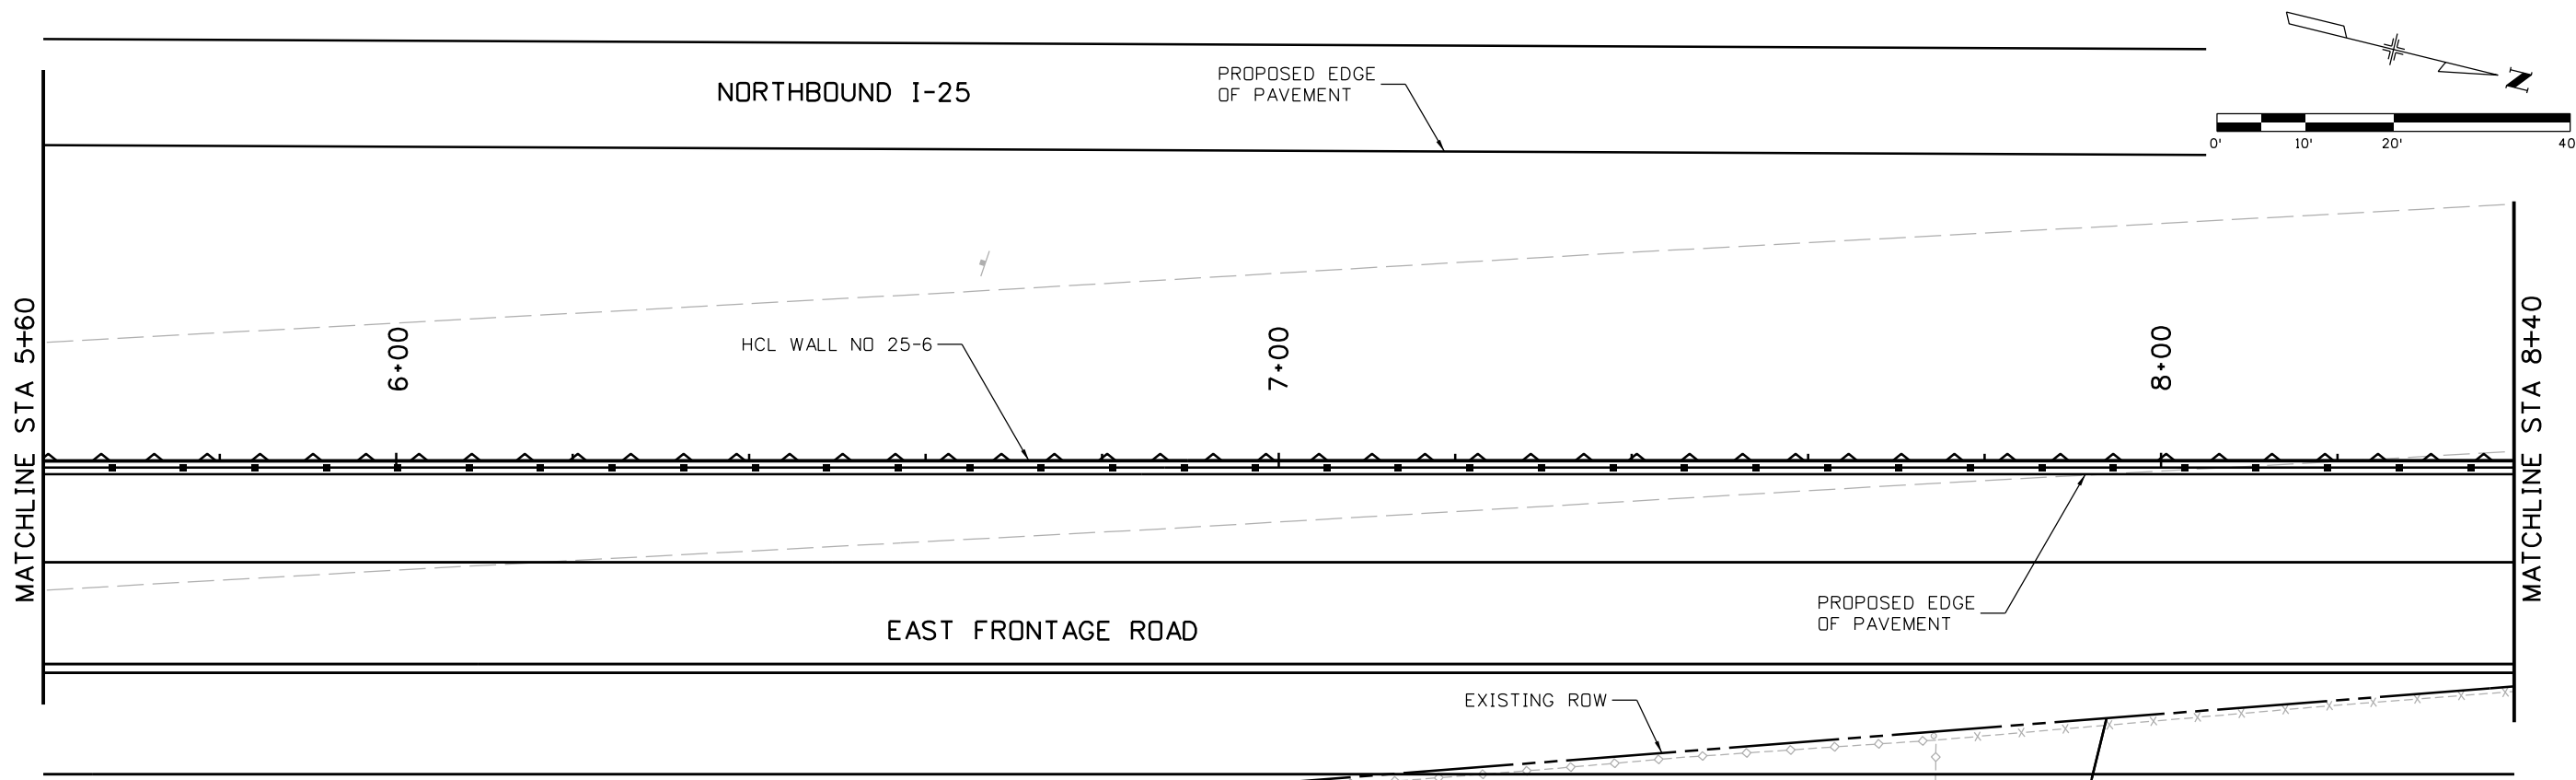 NORTHBOUND I-25
PROPOSED EDGE
OF PAVEMENT
N
0' 10' 20' 40
MATCHLINE STA 5+60
6+00
HCL WALL NO 25-6
7+00
8+00
MATCHLINE STA 8+40
PROPOSED EDGE
OF PAVEMENT
EAST FRONTAGE ROAD
EXISTING ROW